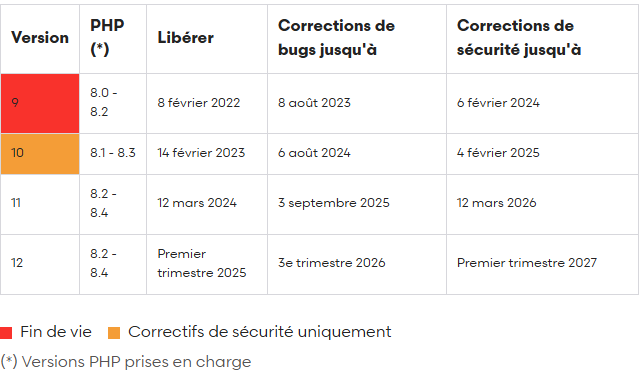 Version PHP (*) Libérer Corrections de bugs jusqu'à Corrections de sécurité jusqu'à
9 8.0 - 8.2 8 février 2022 8 août 2023 6 février 2024
10 8.1 - 8.3 14 février 2023 6 août 2024 4 février 2025
11 8.2 - 8.4 12 mars 2024 3 septembre 2025 12 mars 2026
12 8.2 - 8.4 Premier trimestre 2025 3e trimestre 2026 Premier trimestre 2027
Fin de vie Correctifs de sécurité uniquement
(*) Versions PHP prises en charge